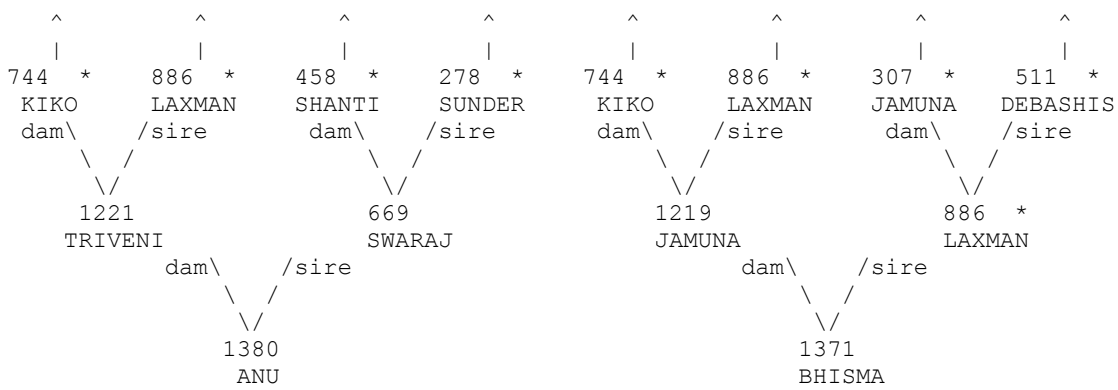 ^ ^ ^ ^ ^ ^ ^ ^
| | | | | | | |
744 * 886 * 458 * 278 * 744 * 886 * 307 * 511 *
KIKO LAXMAN SHANTI SUNDER KIKO LAXMAN JAMUNA DEBASHIS
dam\ /sire dam\ /sire dam\ /sire dam\ /sire
\ / \ / \ / \ /
\/ \/ \/ \/
1221 669 1219 886 *
TRIVENI SWARAJ JAMUNA LAXMAN
dam\ /sire dam\ /sire
\ / \ /
\/ \/
1380 1371
ANU BHISMA